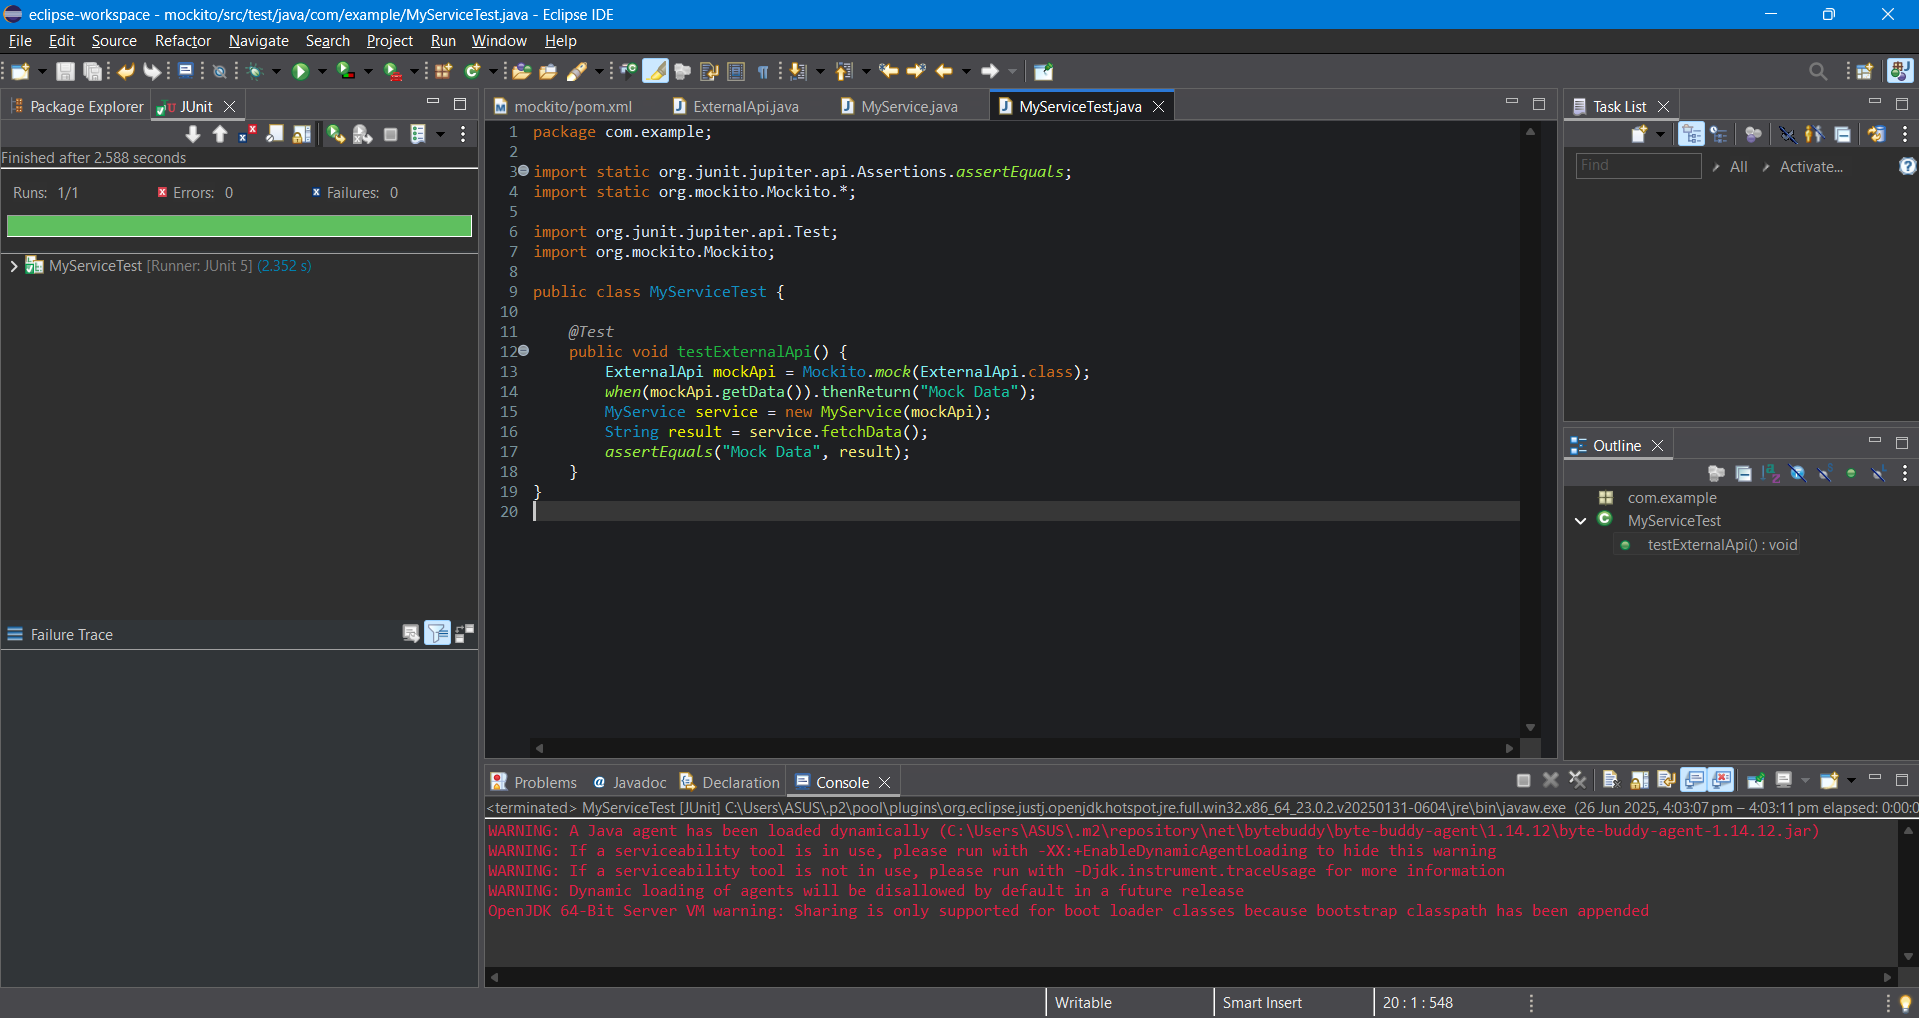 eclipse-workspace - mockito/src/test/java/com/example/MyServiceTest.java - Eclipse IDE
File Edit Source Refactor Navigate Search Project Run Window Help
Package Explorer JUnit
Finished after 2.588 seconds
Runs: 1/1 Errors: 0 Failures: 0
MyServiceTest [Runner: JUnit 5] (2.352 s)
Failure Trace
mockito/pom.xml ExternalApi.java MyService.java MyServiceTest.java
1 package com.example;
2
3 import static org.junit.jupiter.api.Assertions.assertEquals;
4 import static org.mockito.Mockito.*;
5
6 import org.junit.jupiter.api.Test;
7 import org.mockito.Mockito;
8
9 public class MyServiceTest {
10
11     @Test
12     public void testExternalApi() {
13         ExternalApi mockApi = Mockito.mock(ExternalApi.class);
14         when(mockApi.getData()).thenReturn("Mock Data");
15         MyService service = new MyService(mockApi);
16         String result = service.fetchData();
17         assertEquals("Mock Data", result);
18     }
19 }
20
Task List
Find All Activate...
Outline
com.example
MyServiceTest
testExternalApi() : void
Problems Javadoc Declaration Console
<terminated> MyServiceTest [JUnit] C:\Users\ASUS\.p2\pool\plugins\org.eclipse.justj.openjdk.hotspot.jre.full.win32.x86_64_23.0.2.v20250131-0604\jre\bin\javaw.exe (26 Jun 2025, 4:03:07 pm – 4:03:11 pm elapsed: 0:00:0
WARNING: A Java agent has been loaded dynamically (C:\Users\ASUS\.m2\repository\net\bytebuddy\byte-buddy-agent\1.14.12\byte-buddy-agent-1.14.12.jar)
WARNING: If a serviceability tool is in use, please run with -XX:+EnableDynamicAgentLoading to hide this warning
WARNING: If a serviceability tool is not in use, please run with -Djdk.instrument.traceUsage for more information
WARNING: Dynamic loading of agents will be disallowed by default in a future release
OpenJDK 64-Bit Server VM warning: Sharing is only supported for boot loader classes because bootstrap classpath has been appended
Writable Smart Insert 20 : 1 : 548